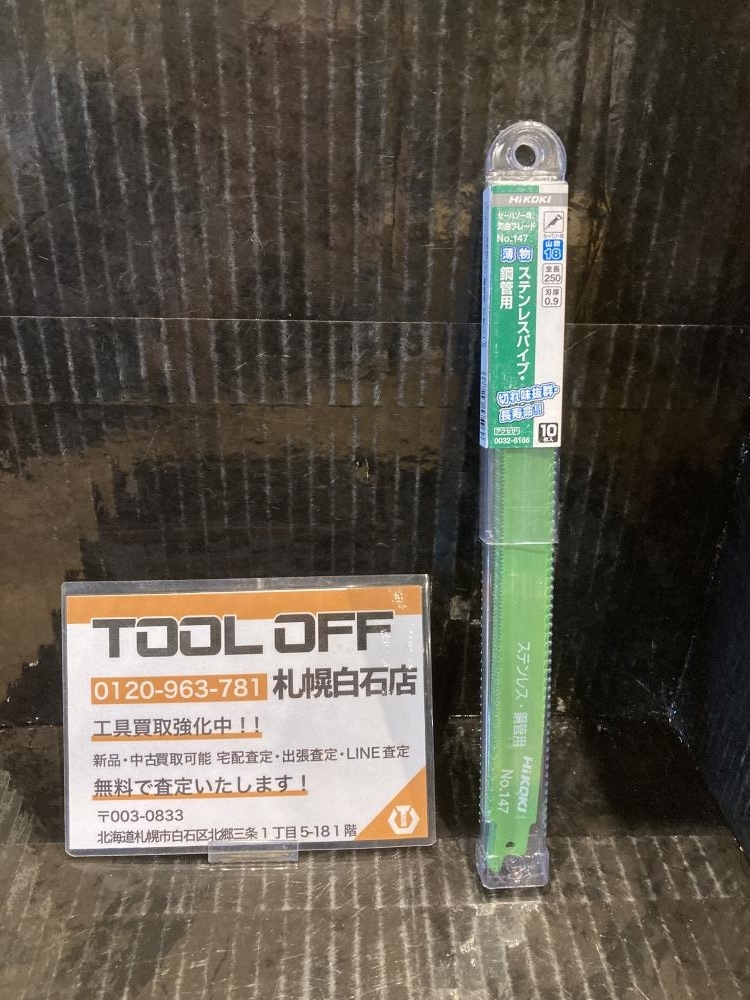 TOOL OFF
0120-963-781 札幌白石店
工具買取強化中！！
新品・中古買取可能 宅配査定・出張査定・LINE査定
無料で査定いたします！
〒003-0833
北海道札幌市白石区北郷三条1丁目5-18 1階
HiKOKI
セーバソー用
湾曲ブレード
No.147
薄物
ステンレスパイプ・
鋼管用
山数
18
全長
250
刃厚
0.9
切れ味抜群・
長寿命!!
0032-6186
10
枚入
ステンレス・鋼管用
HiKOKI
No.147